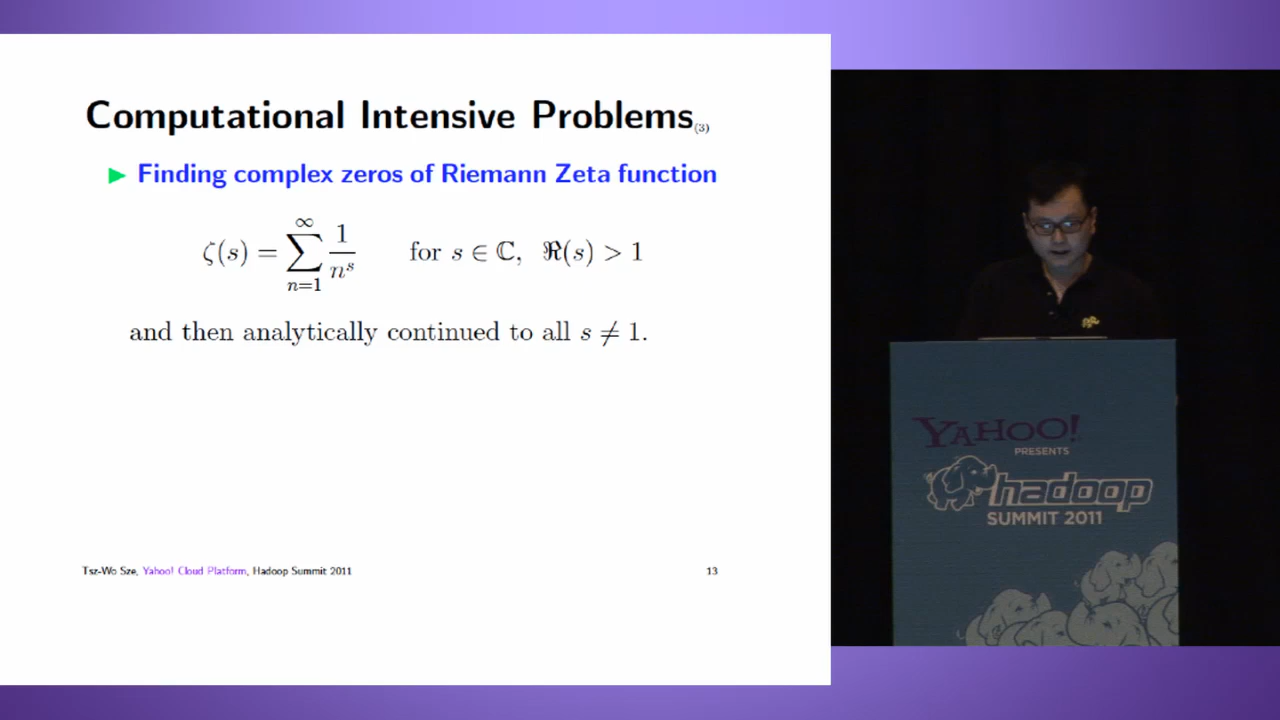 Computational Intensive Problems(3)
▶ Finding complex zeros of Riemann Zeta function
ζ(s) = ∑_{n=1}^{∞} 1/n^s for s ∈ ℂ, ℜ(s) > 1
and then analytically continued to all s ≠ 1.
Tsz-Wo Sze, Yahoo! Cloud Platform, Hadoop Summit 2011 13
YAHOO!
PRESENTS
hadoop
SUMMIT 2011